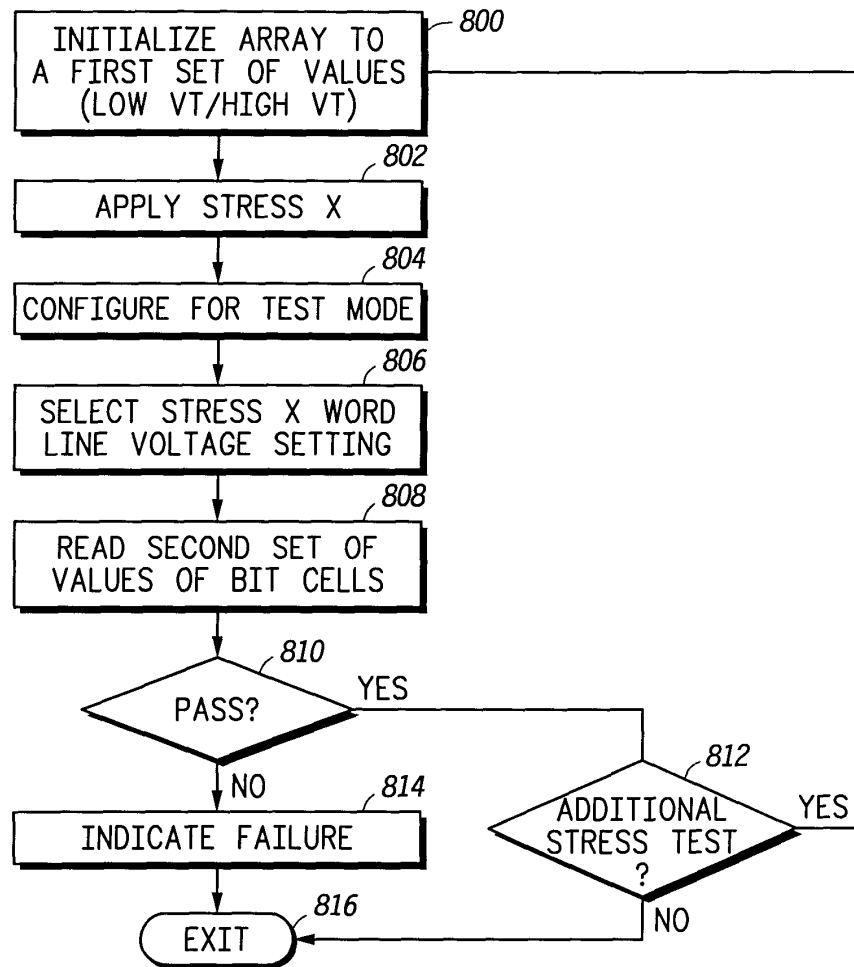 INITIALIZE ARRAY TO
A FIRST SET OF VALUES
(LOW VT/HIGH VT)
800
802
APPLY STRESS X
804
CONFIGURE FOR TEST MODE
806
SELECT STRESS X WORD
LINE VOLTAGE SETTING
808
READ SECOND SET OF
VALUES OF BIT CELLS
810
PASS?
YES
NO
812
ADDITIONAL
STRESS TEST
?
YES
NO
814
INDICATE FAILURE
816
EXIT